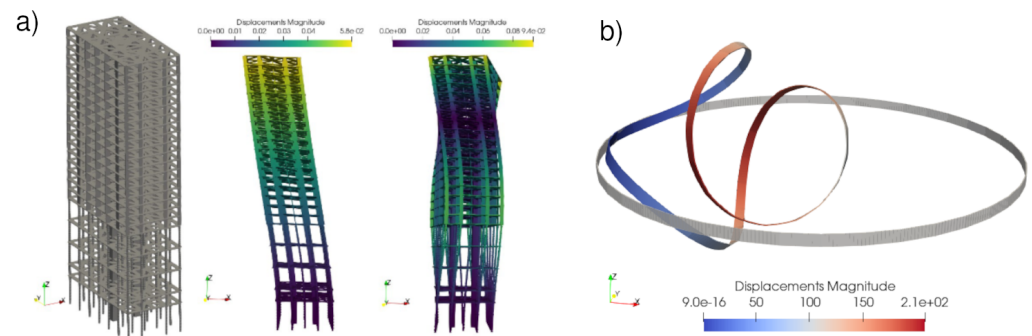 a)
Displacements Magnitude
0.0e+00 0.01 0.02 0.03 0.04 5.8e-02
Displacements Magnitude
0.0e+00 0.04 0.06 0.08 9.4e-02
b)
Z
Y
X
Z
Y
X
Z
Y
X
Z
Y
X
Displacements Magnitude
9.0e-16 50 100 150 2.1e+02